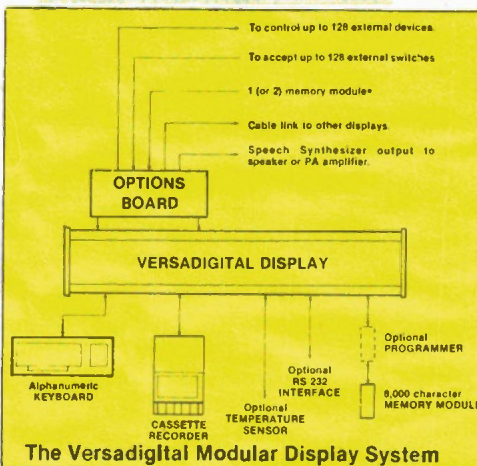 To control up to 128 external devices.
To accept up to 128 external switches
1 (or 2) memory modules
Cable link to other displays.
Speech Synthesizer output to
speaker or PA amplifier.
OPTIONS
BOARD
VERSADIGITAL DISPLAY
Alphanumeric
KEYBOARD
CASSETTE
RECORDER
Optional
TEMPERATURE
SENSOR
Optional
RS 232
INTERFACE
Optional
PROGRAMMER
8,000 character
MEMORY MODULE
The Versadigital Modular Display System